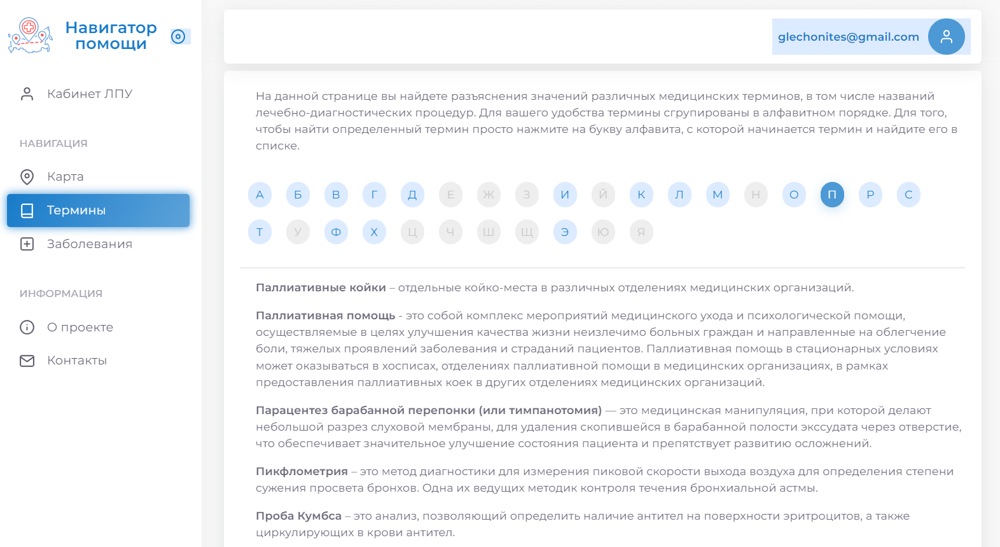 Навигатор
помощи
glechonites@gmail.com
Кабинет ЛПУ
НАВИГАЦИЯ
Карта
Термины
Заболевания
ИНФОРМАЦИЯ
О проекте
Контакты
На данной странице вы найдете разъяснения значений различных медицинских терминов, в том числе названий
лечебно-диагностических процедур. Для вашего удобства термины сгрупированы в алфавитном порядке. Для того,
чтобы найти определенный термин просто нажмите на букву алфавита, с которой начинается термин и найдите его в
списке.
А Б В Г Д Е Ж З И Й К Л М Н О П Р С
Т У Ф Х Ц Ч Ш Щ Э Ю Я
Паллиативные койки – отдельные койко-места в различных отделениях медицинских организаций.
Паллиативная помощь - это собой комплекс мероприятий медицинского ухода и психологической помощи,
осуществляемые в целях улучшения качества жизни неизлечимо больных граждан и направленные на облегчение
боли, тяжелых проявлений заболевания и страданий пациентов. Паллиативная помощь в стационарных условиях
может оказываться в хосписах, отделениях паллиативной помощи в медицинских организациях, в рамках
предоставления паллиативных коек в других отделениях медицинских организаций.
Парацентез барабанной перепонки (или тимпанотомия) — это медицинская манипуляция, при которой делают
небольшой разрез слуховой мембраны, для удаления скопившейся в барабанной полости экссудата через отверстие,
что обеспечивает значительное улучшение состояния пациента и препятствует развитию осложнений.
Пикфлометрия – это метод диагностики для измерения пиковой скорости выхода воздуха для определения степени
сужения просвета бронхов. Одна их ведущих методик контроля течения бронхиальной астмы.
Проба Кумбса – это анализ, позволяющий определить наличие антител на поверхности эритроцитов, а также
циркулирующих в крови антител.